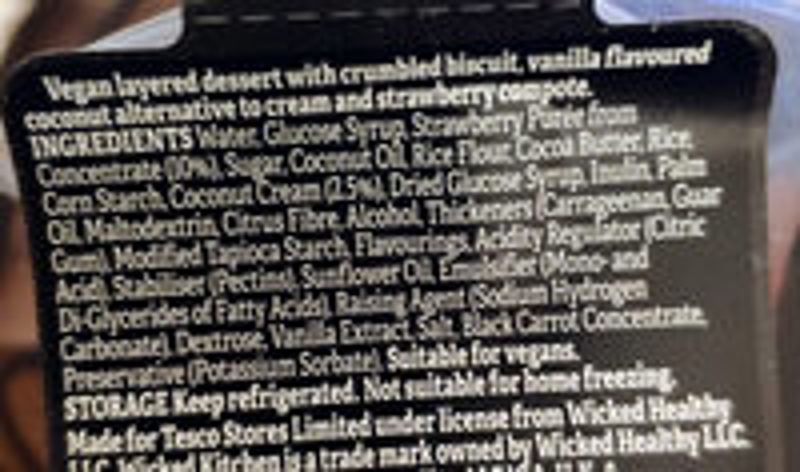 Vegan layered dessert with crumbled biscuit, vanilla flavoured
coconut alternative to cream and strawberry compote.
INGREDIENTS Water, Glucose Syrup, Strawberry Purée from
Concentrate (10%), Sugar, Coconut Oil, Rice Flour, Cocoa Butter, Rice,
Corn Starch, Coconut Cream (2.5%), Dried Glucose Syrup, Inulin, Palm
Oil, Maltodextrin, Citrus Fibre, Alcohol, Thickeners (Carrageenan, Guar
Gum), Modified Tapioca Starch, Flavourings, Acidity Regulator (Citric
Acid), Stabiliser (Pectins), Sunflower Oil, Emulsifier (Mono- and
Di-Glycerides of Fatty Acids), Raising Agent (Sodium Hydrogen
Carbonate), Dextrose, Vanilla Extract, Salt, Black Carrot Concentrate,
Preservative (Potassium Sorbate). Suitable for vegans.
STORAGE Keep refrigerated. Not suitable for home freezing.
Made for Tesco Stores Limited under license from Wicked Healthy
LLC. Wicked Kitchen is a trade mark owned by Wicked Healthy LLC.